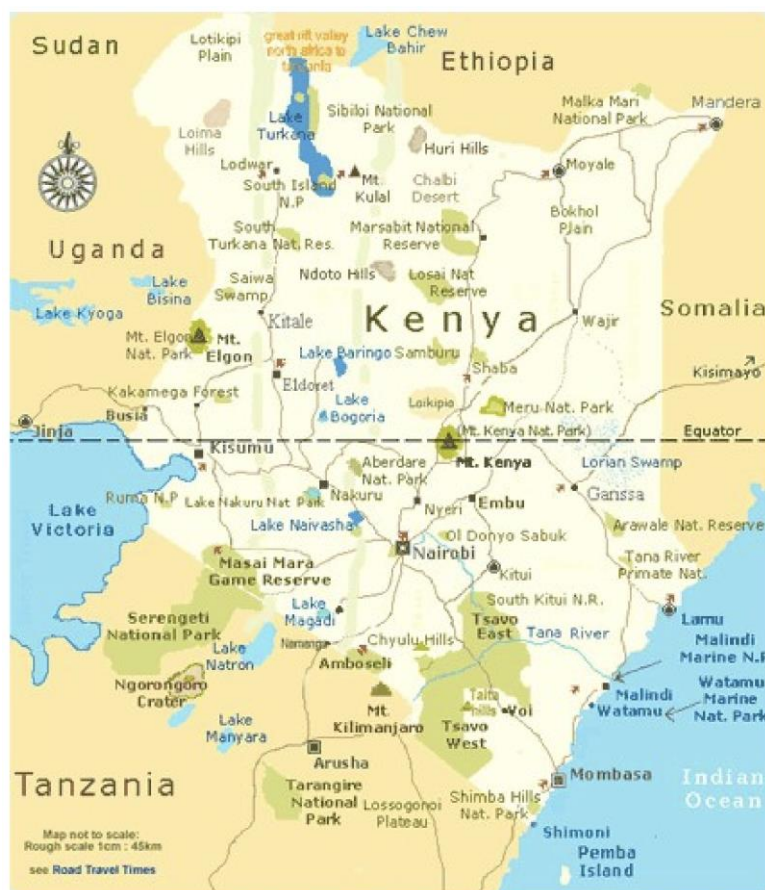 Sudan
Lotikipi
Plain
great rift valley
north africa to
tanzania
Lake Chew
Bahir
Ethiopia
Malka Mari
National Park
Mandera
Loima
Hills
Lake
Turkana
Sibiloi National
Park
Huri Hills
Lodwar
South Island
N.P
Mt.
Kulal
Chalbi
Desert
Moyale
Bokhol
Plain
Uganda
South
Turkana Nat. Res.
Marsabit National
Reserve
Lake
Bisina
Lake Kyoga
Saiwa
Swamp
Ndoto Hills
Losai Nat
Reserve
Kenya
Somalia
Kitale
Wajir
Mt. Elgon
Nat. Park
Mt.
Elgon
Lake Baringo
Samburu
Shaba
Kisimayo
Eldoret
Kakamega Forest
Lake
Bogoria
Laikipia
Meru Nat. Park
Busia
Jinja
(Mt. Kenya Nat. Park)
Equator
Kisumu
Mt. Kenya
Aberdare
Nat. Park
Lorian Swamp
Lake
Victoria
Ruma N.P
Lake Nakuru Nat Park
Nakuru
Nyeri
Embu
Garissa
Lake Naivasha
Ol Donyo Sabuk
Arawale Nat. Reserve
Nairobi
Masai Mara
Game Reserve
Kitui
Tana River
Primate Nat.
Serengeti
National Park
Lake
Magadi
South Kitui N.R.
Tsavo
East
Tana River
Lamu
Malindi
Marine N.P
Lake
Natron
Namanga
Chyulu Hills
Amboseli
Ngorongoro
Crater
Mt.
Kilimanjaro
Taita
hills
Voi
Malindi
Watamu
Watamu
Marine
Nat. Park
Lake
Manyara
Tsavo
West
Arusha
Mombasa
Indian
Ocean
Tanzania
Tarangire
National
Park
Lossogonoi
Plateau
Shimba Hills
Nat. Park
Shimoni
Pemba
Island
Map not to scale:
Rough scale 1cm : 45km
see Road Travel Times